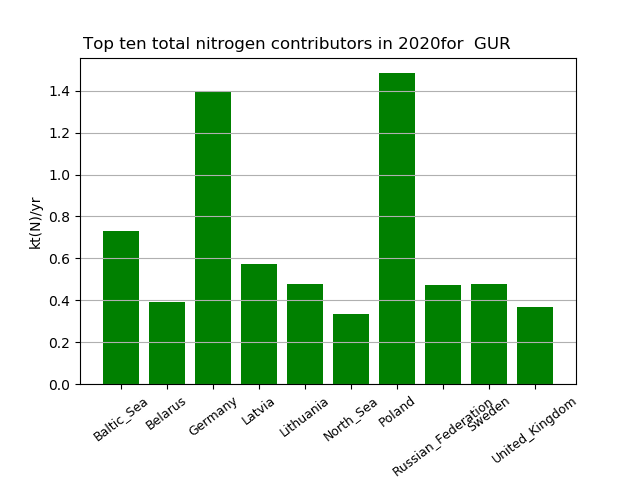 Top ten total nitrogen contributors in 2020for  GUR
kt(N)/yr
1.4
1.2
1.0
0.8
0.6
0.4
0.2
0.0
Baltic_Sea
Belarus
Germany
Latvia
Lithuania
North_Sea
Poland
Russian_Federation
Sweden
United_Kingdom